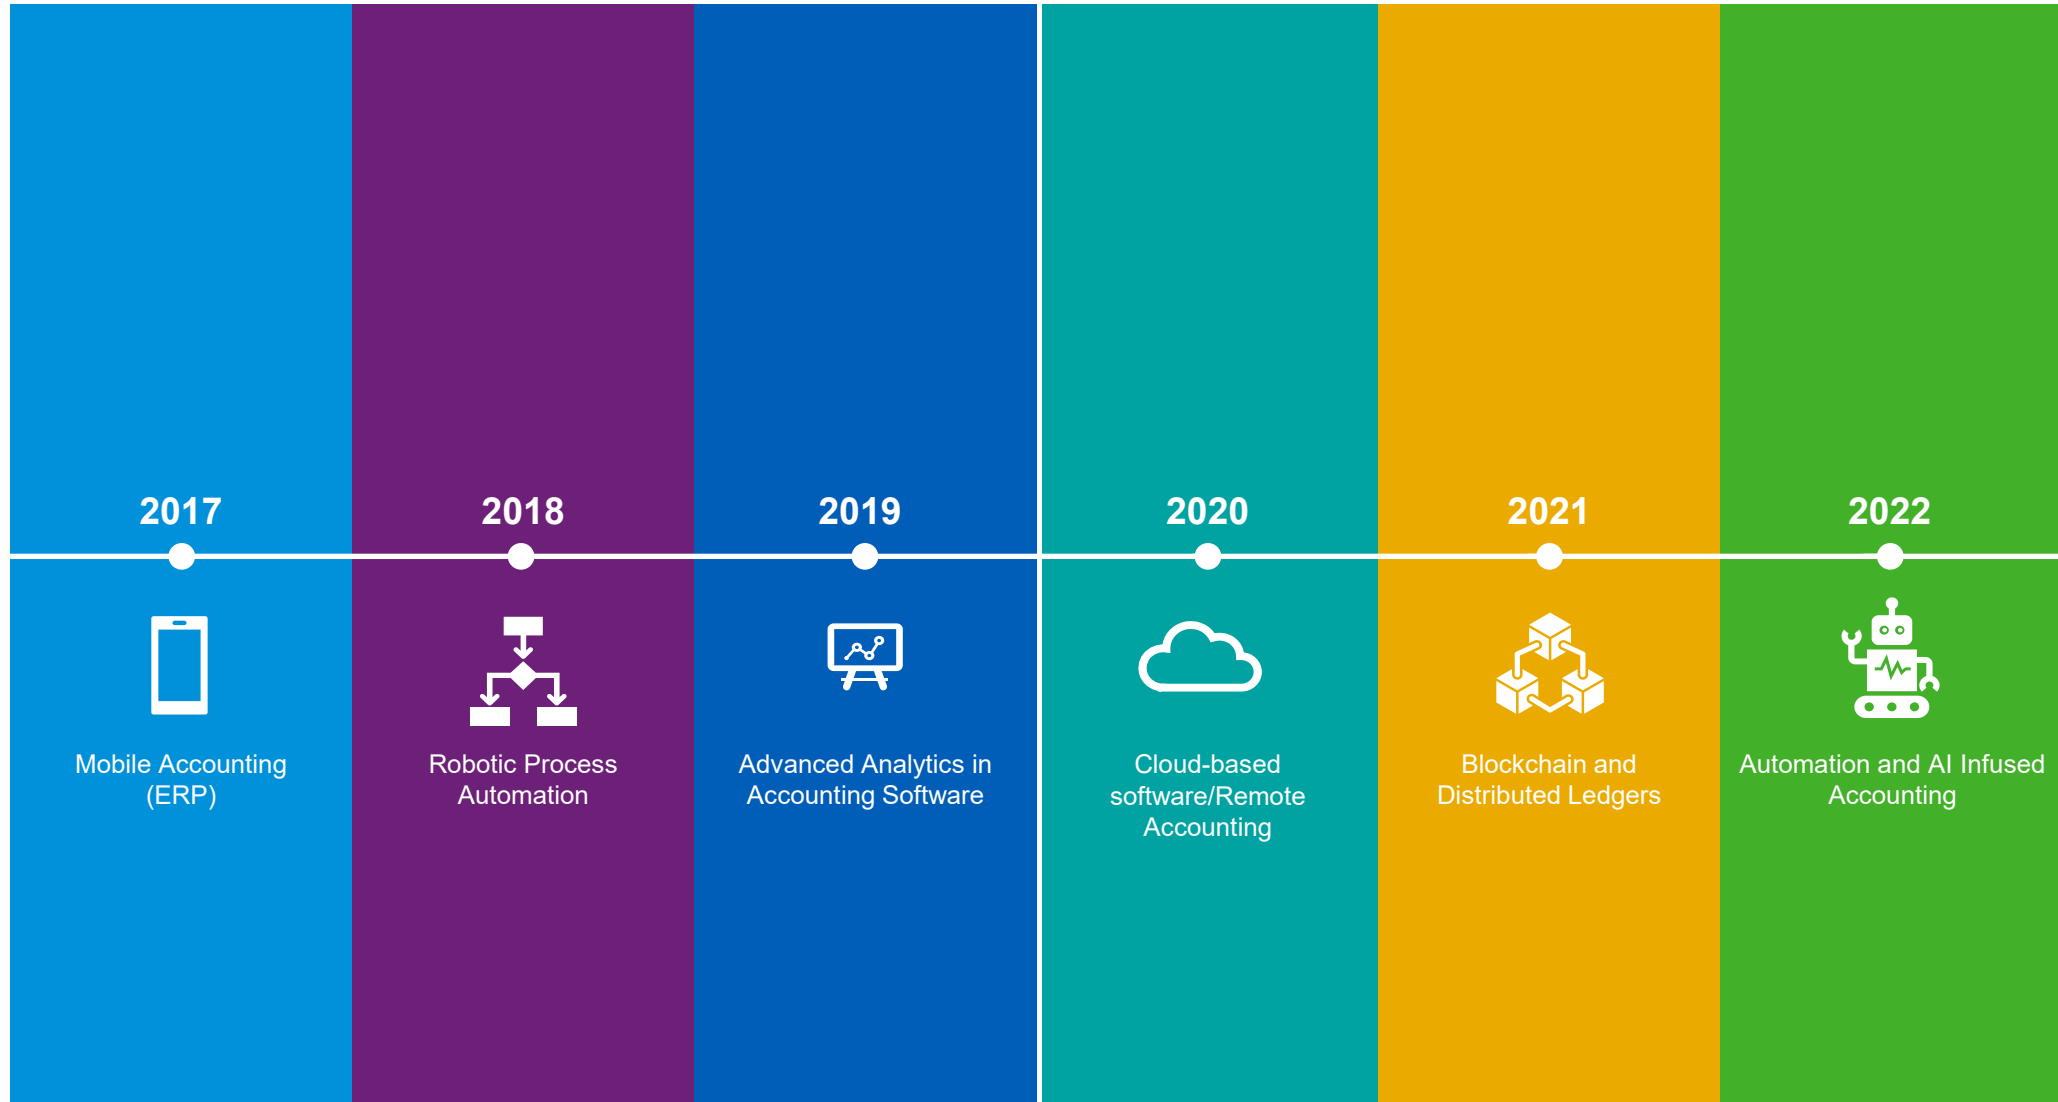 2017
Mobile Accounting
(ERP)
2018
Robotic Process
Automation
2019
Advanced Analytics in
Accounting Software
2020
Cloud-based
software/Remote
Accounting
2021
Blockchain and
Distributed Ledgers
2022
Automation and AI Infused
Accounting